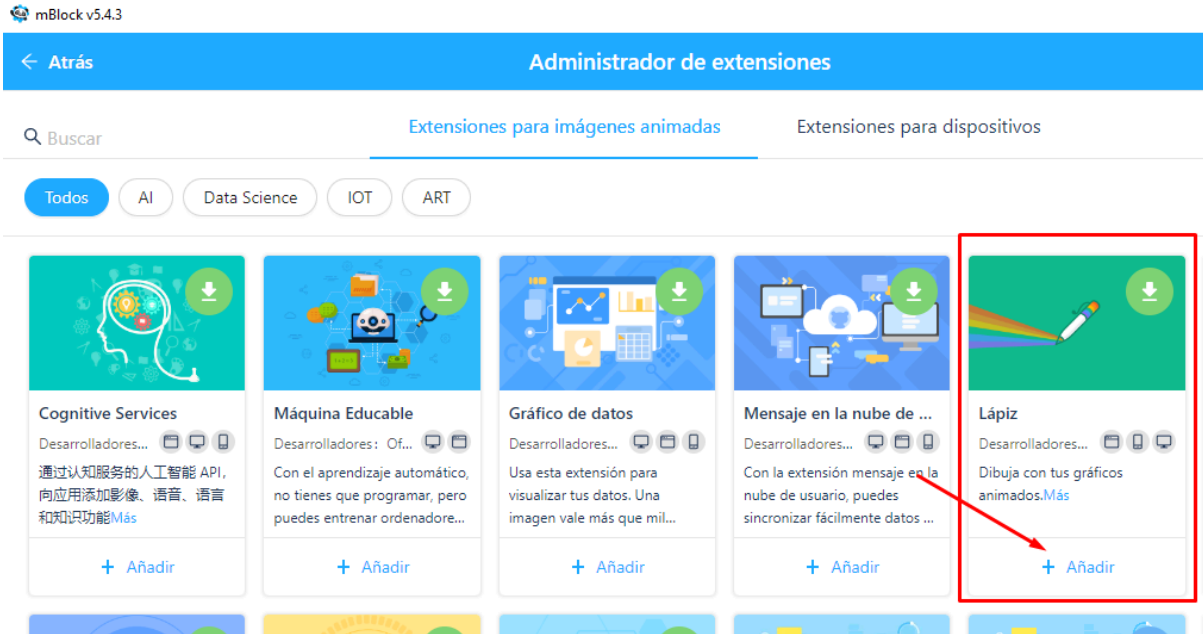 mBlock v5.4.3
← Atrás
Administrador de extensiones
Buscar
Extensiones para imágenes animadas
Extensiones para dispositivos
Todos
AI
Data Science
IOT
ART
Cognitive Services
Desarrolladores...
通过认知服务的人工智能 API,
向应用添加影像、语音、语言
和知识功能Más
+ Añadir
Máquina Educable
Desarrolladores: Of...
Con el aprendizaje automático,
no tienes que programar, pero
puedes entrenar ordenadore...
+ Añadir
Gráfico de datos
Desarrolladores...
Usa esta extensión para
visualizar tus datos. Una
imagen vale más que mil...
+ Añadir
Mensaje en la nube de ...
Desarrolladores...
Con la extensión mensaje en la
nube de usuario, puedes
sincronizar fácilmente datos ...
+ Añadir
Lápiz
Desarrolladores...
Dibuja con tus gráficos
animados.Más
+ Añadir